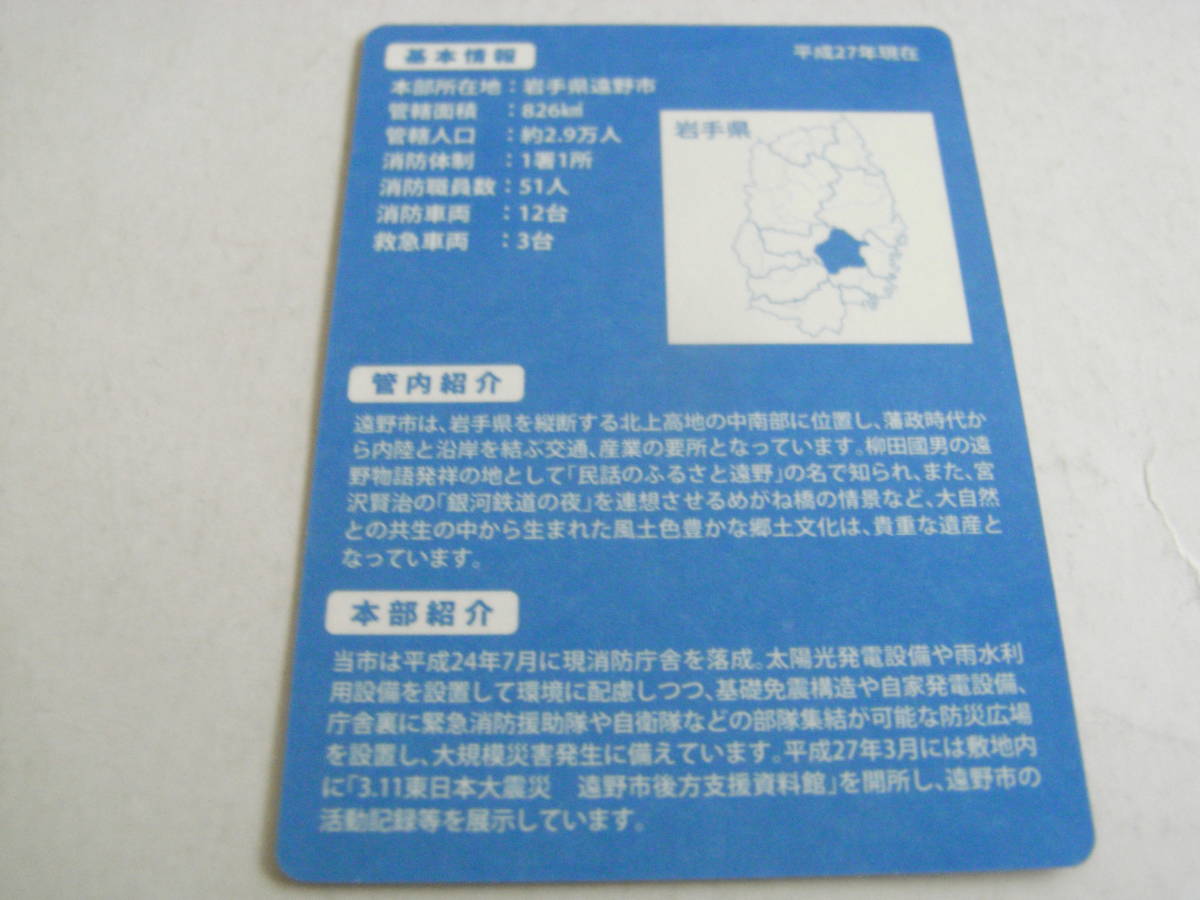 基本情報
平成27年現在
本部所在地：岩手県遠野市
管轄面積　：826㎢
管轄人口　：約2.9万人
消防体制　：1署1所
消防職員数：51人
消防車両　：12台
救急車両　：3台
岩手県
管内紹介
遠野市は、岩手県を縦断する北上高地の中南部に位置し、藩政時代か
ら内陸と沿岸を結ぶ交通、産業の要所となっています。柳田國男の遠
野物語発祥の地として「民話のふるさと遠野」の名で知られ、また、宮
沢賢治の「銀河鉄道の夜」を連想させるめがね橋の情景など、大自然
との共生の中から生まれた風土色豊かな郷土文化は、貴重な遺産と
なっています。
本部紹介
当市は平成24年7月に現消防庁舎を落成。太陽光発電設備や雨水利
用設備を設置して環境に配慮しつつ、基礎免震構造や自家発電設備、
庁舎裏に緊急消防援助隊や自衛隊などの部隊集結が可能な防災広場
を設置し、大規模災害発生に備えています。平成27年3月には敷地内
に「3.11東日本大震災　遠野市後方支援資料館」を開所し、遠野市の
活動記録等を展示しています。